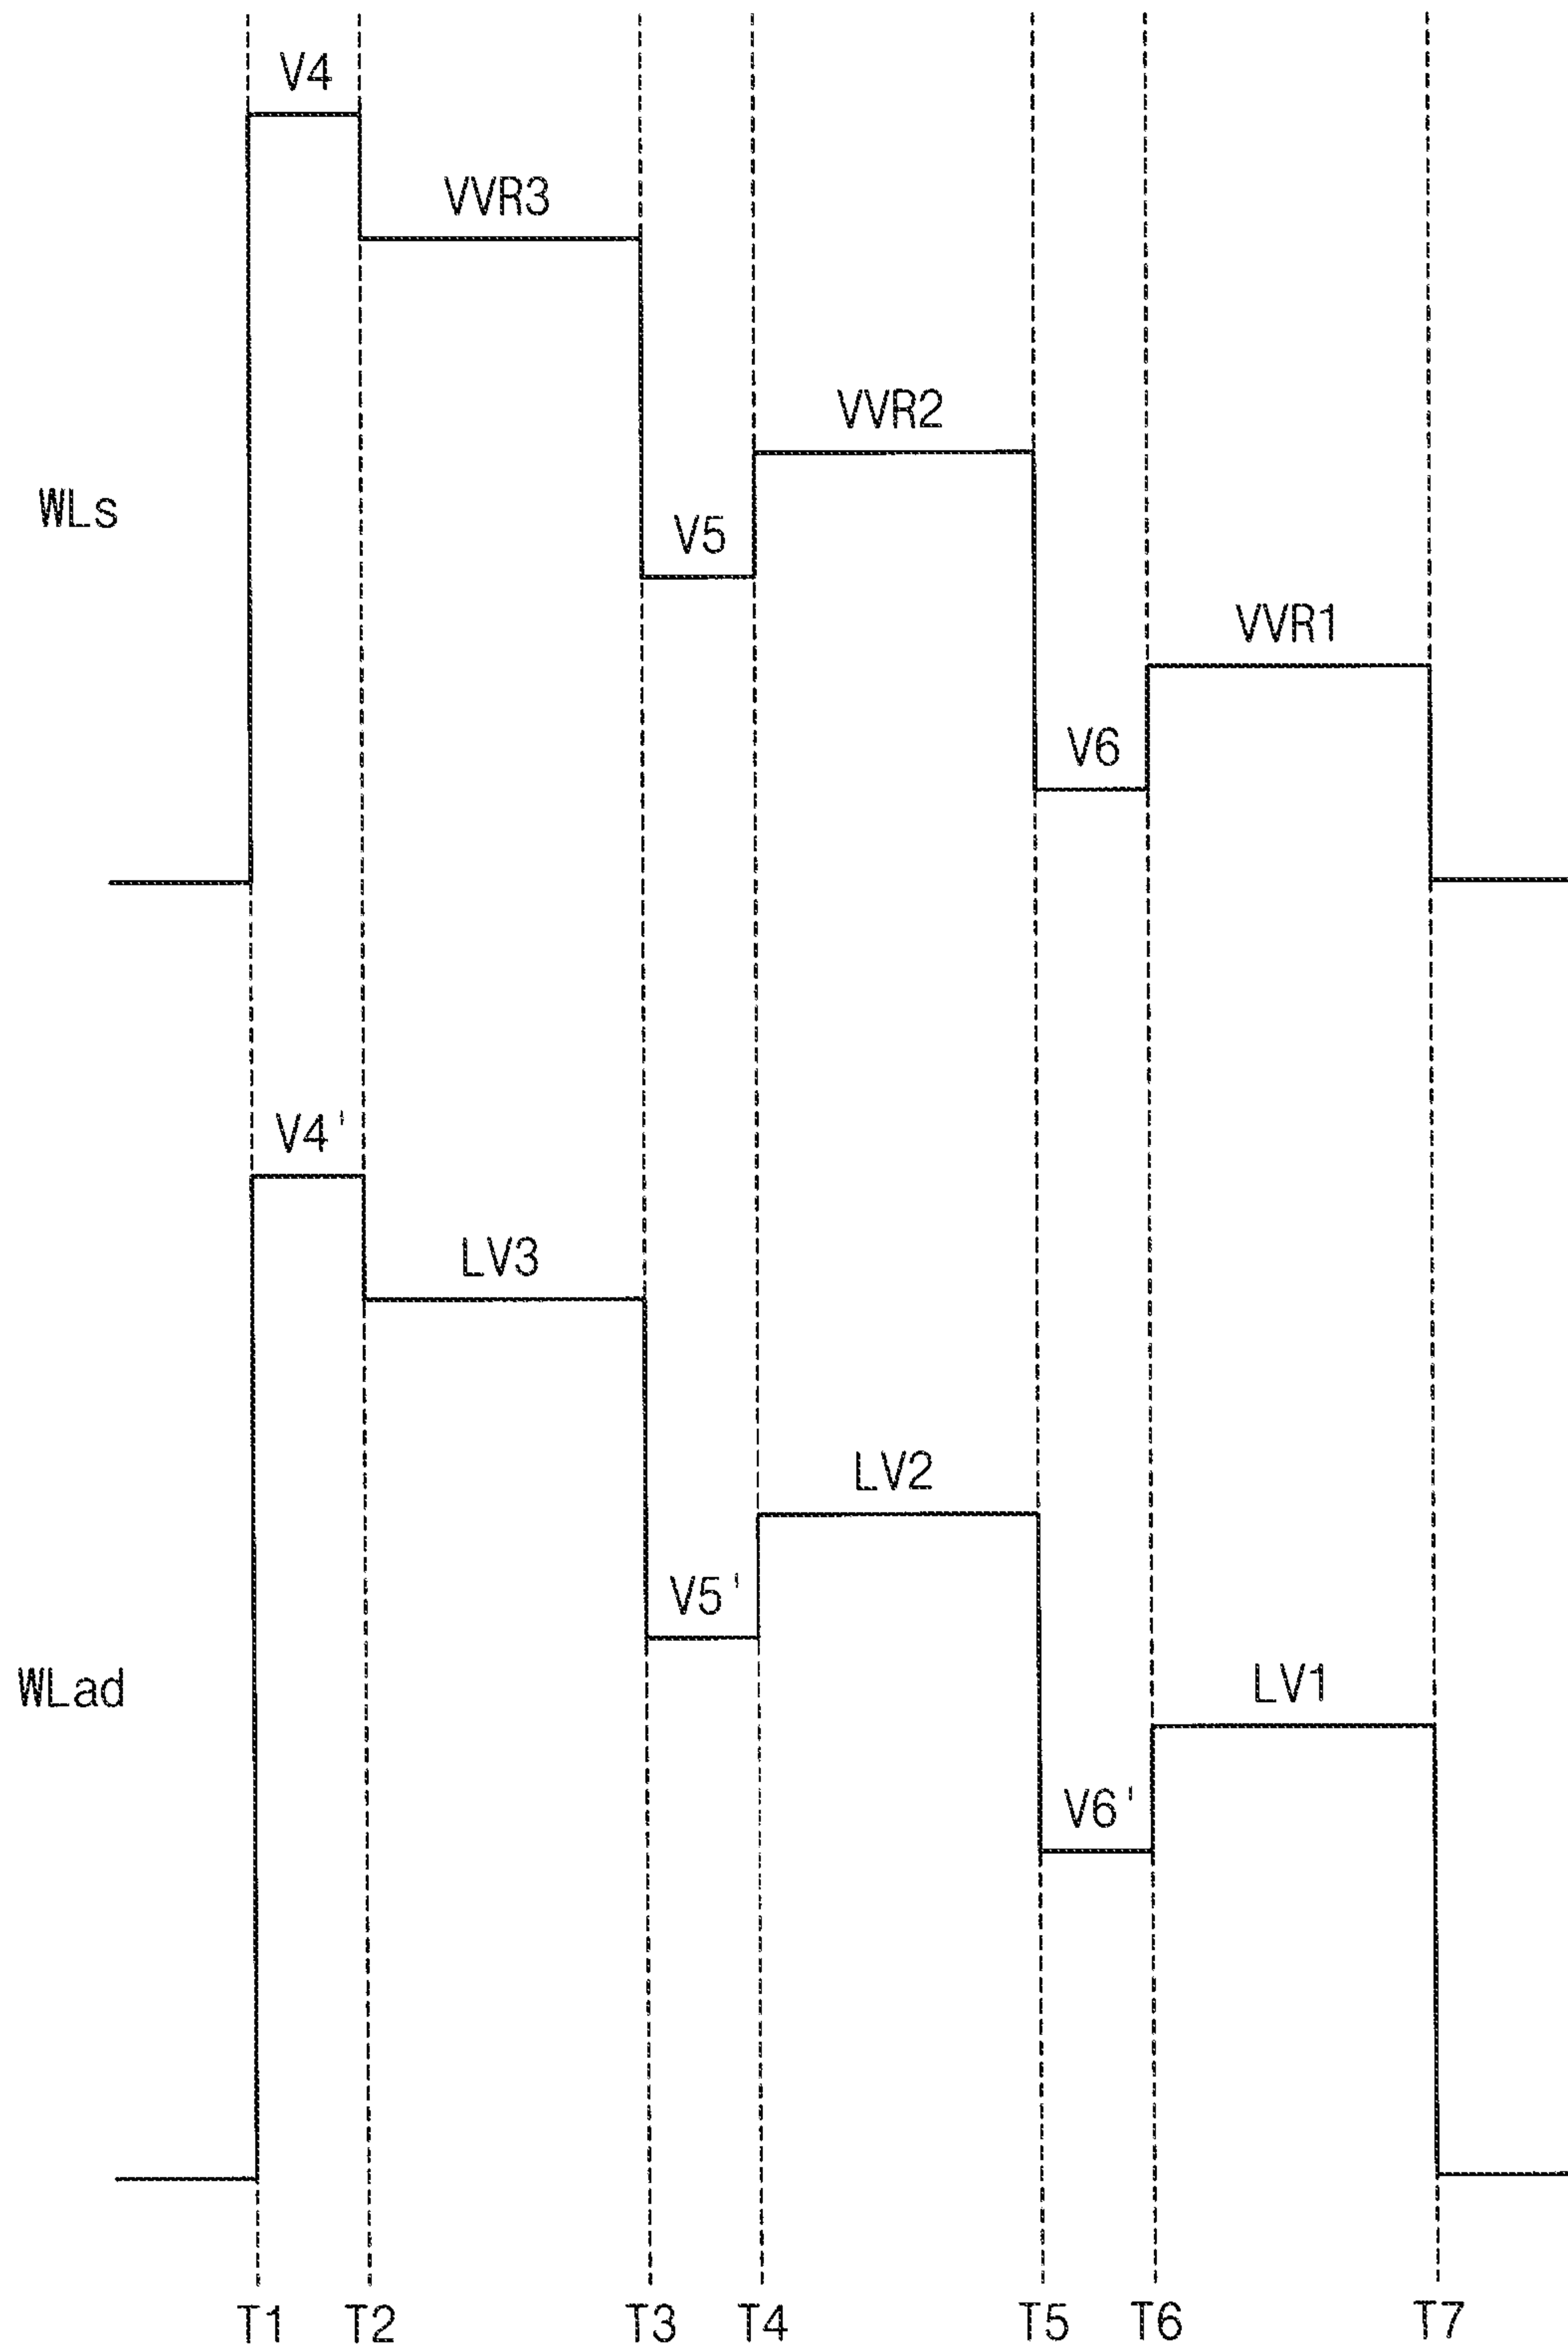 V4
VVR3
VVR2
WLs
V5
VVR1
V6
V4'
LV3
LV2
V5'
WLad
LV1
V6'
T1 T2 T3 T4 T5 T6 T7